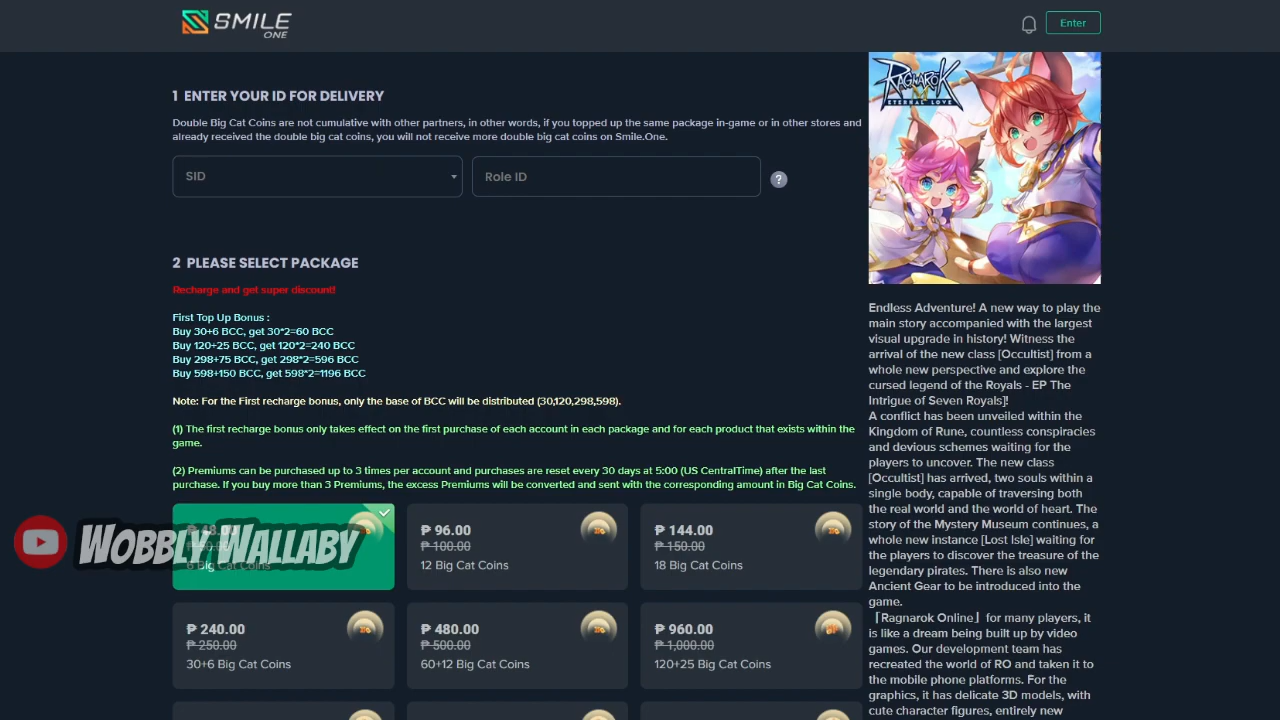 SMILE
ONE
Enter
1 ENTER YOUR ID FOR DELIVERY
Double Big Cat Coins are not cumulative with other partners, in other words, if you topped up the same package in-game or in other stores and
already received the double big cat coins, you will not receive more double big cat coins on Smile.One.
SID
Role ID
?
2 PLEASE SELECT PACKAGE
Recharge and get super discount!
First Top Up Bonus :
Buy 30+6 BCC, get 30*2=60 BCC
Buy 120+25 BCC, get 120*2=240 BCC
Buy 298+75 BCC, get 298*2=596 BCC
Buy 598+150 BCC, get 598*2=1196 BCC
Note: For the First recharge bonus, only the base of BCC will be distributed (30,120,298,598).
(1) The first recharge bonus only takes effect on the first purchase of each account in each package and for each product that exists within the
game.
(2) Premiums can be purchased up to 3 times per account and purchases are reset every 30 days at 5:00 (US CentralTime) after the last
purchase. If you buy more than 3 Premiums, the excess Premiums will be converted and sent with the corresponding amount in Big Cat Coins.
₱ 48.00
6 Big Cat Coins
WOBBLY WALLABY
₱ 96.00
₱ 100.00
12 Big Cat Coins
₱ 144.00
₱ 150.00
18 Big Cat Coins
₱ 240.00
₱ 250.00
30+6 Big Cat Coins
₱ 480.00
₱ 500.00
60+12 Big Cat Coins
₱ 960.00
₱ 1,000.00
120+25 Big Cat Coins
RAGNAROK
ETERNAL LOVE
Endless Adventure! A new way to play the
main story accompanied with the largest
visual upgrade in history! Witness the
arrival of the new class [Occultist] from a
whole new perspective and explore the
cursed legend of the Royals - EP The
Intrigue of Seven Royals]!
A conflict has been unveiled within the
Kingdom of Rune, countless conspiracies
and devious schemes waiting for the
players to uncover. The new class
[Occultist] has arrived, two souls within a
single body, capable of traversing both
the real world and the world of heart. The
story of the Mystery Museum continues, a
whole new instance [Lost Isle] waiting for
the players to discover the treasure of the
legendary pirates. There is also new
Ancient Gear to be introduced into the
game.
「Ragnarok Online」for many players, it
is like a dream being built up by video
games. Our development team has
recreated the world of RO and taken it to
the mobile phone platforms. For the
graphics, it has delicate 3D models, with
cute character figures, entirely new